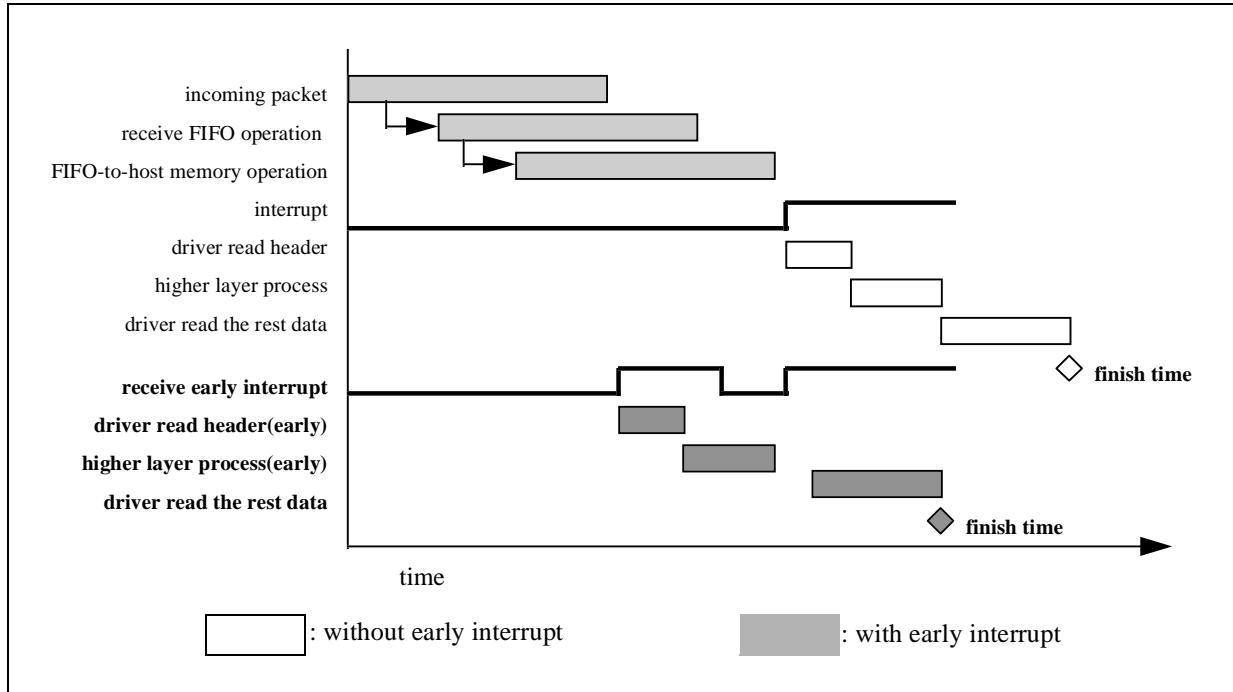 incoming packet
receive FIFO operation
FIFO-to-host memory operation
interrupt
driver read header
higher layer process
driver read the rest data
finish time
receive early interrupt
driver read header(early)
higher layer process(early)
driver read the rest data
finish time
time
: without early interrupt
: with early interrupt